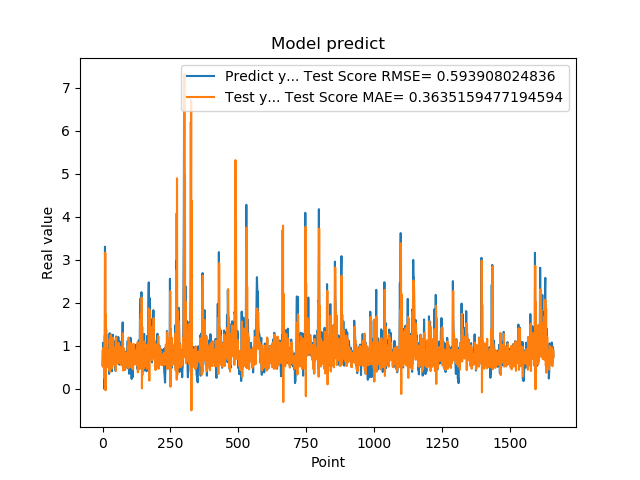 Model predict
Predict y... Test Score RMSE= 0.593908024836
Test y... Test Score MAE= 0.3635159477194594
7
6
5
4
3
2
1
0
Real value
0 250 500 750 1000 1250 1500
Point